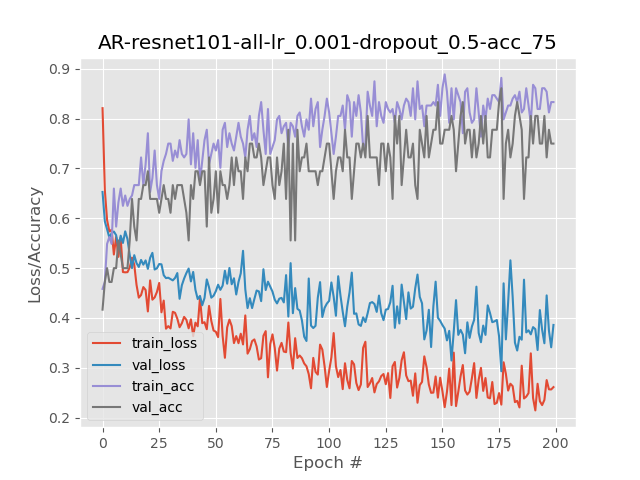 AR-resnet101-all-lr_0.001-dropout_0.5-acc_75
0.9
0.8
0.7
0.6
0.5
0.4
0.3
0.2
Loss/Accuracy
train_loss
val_loss
train_acc
val_acc
0 25 50 75 100 125 150 175 200
Epoch #